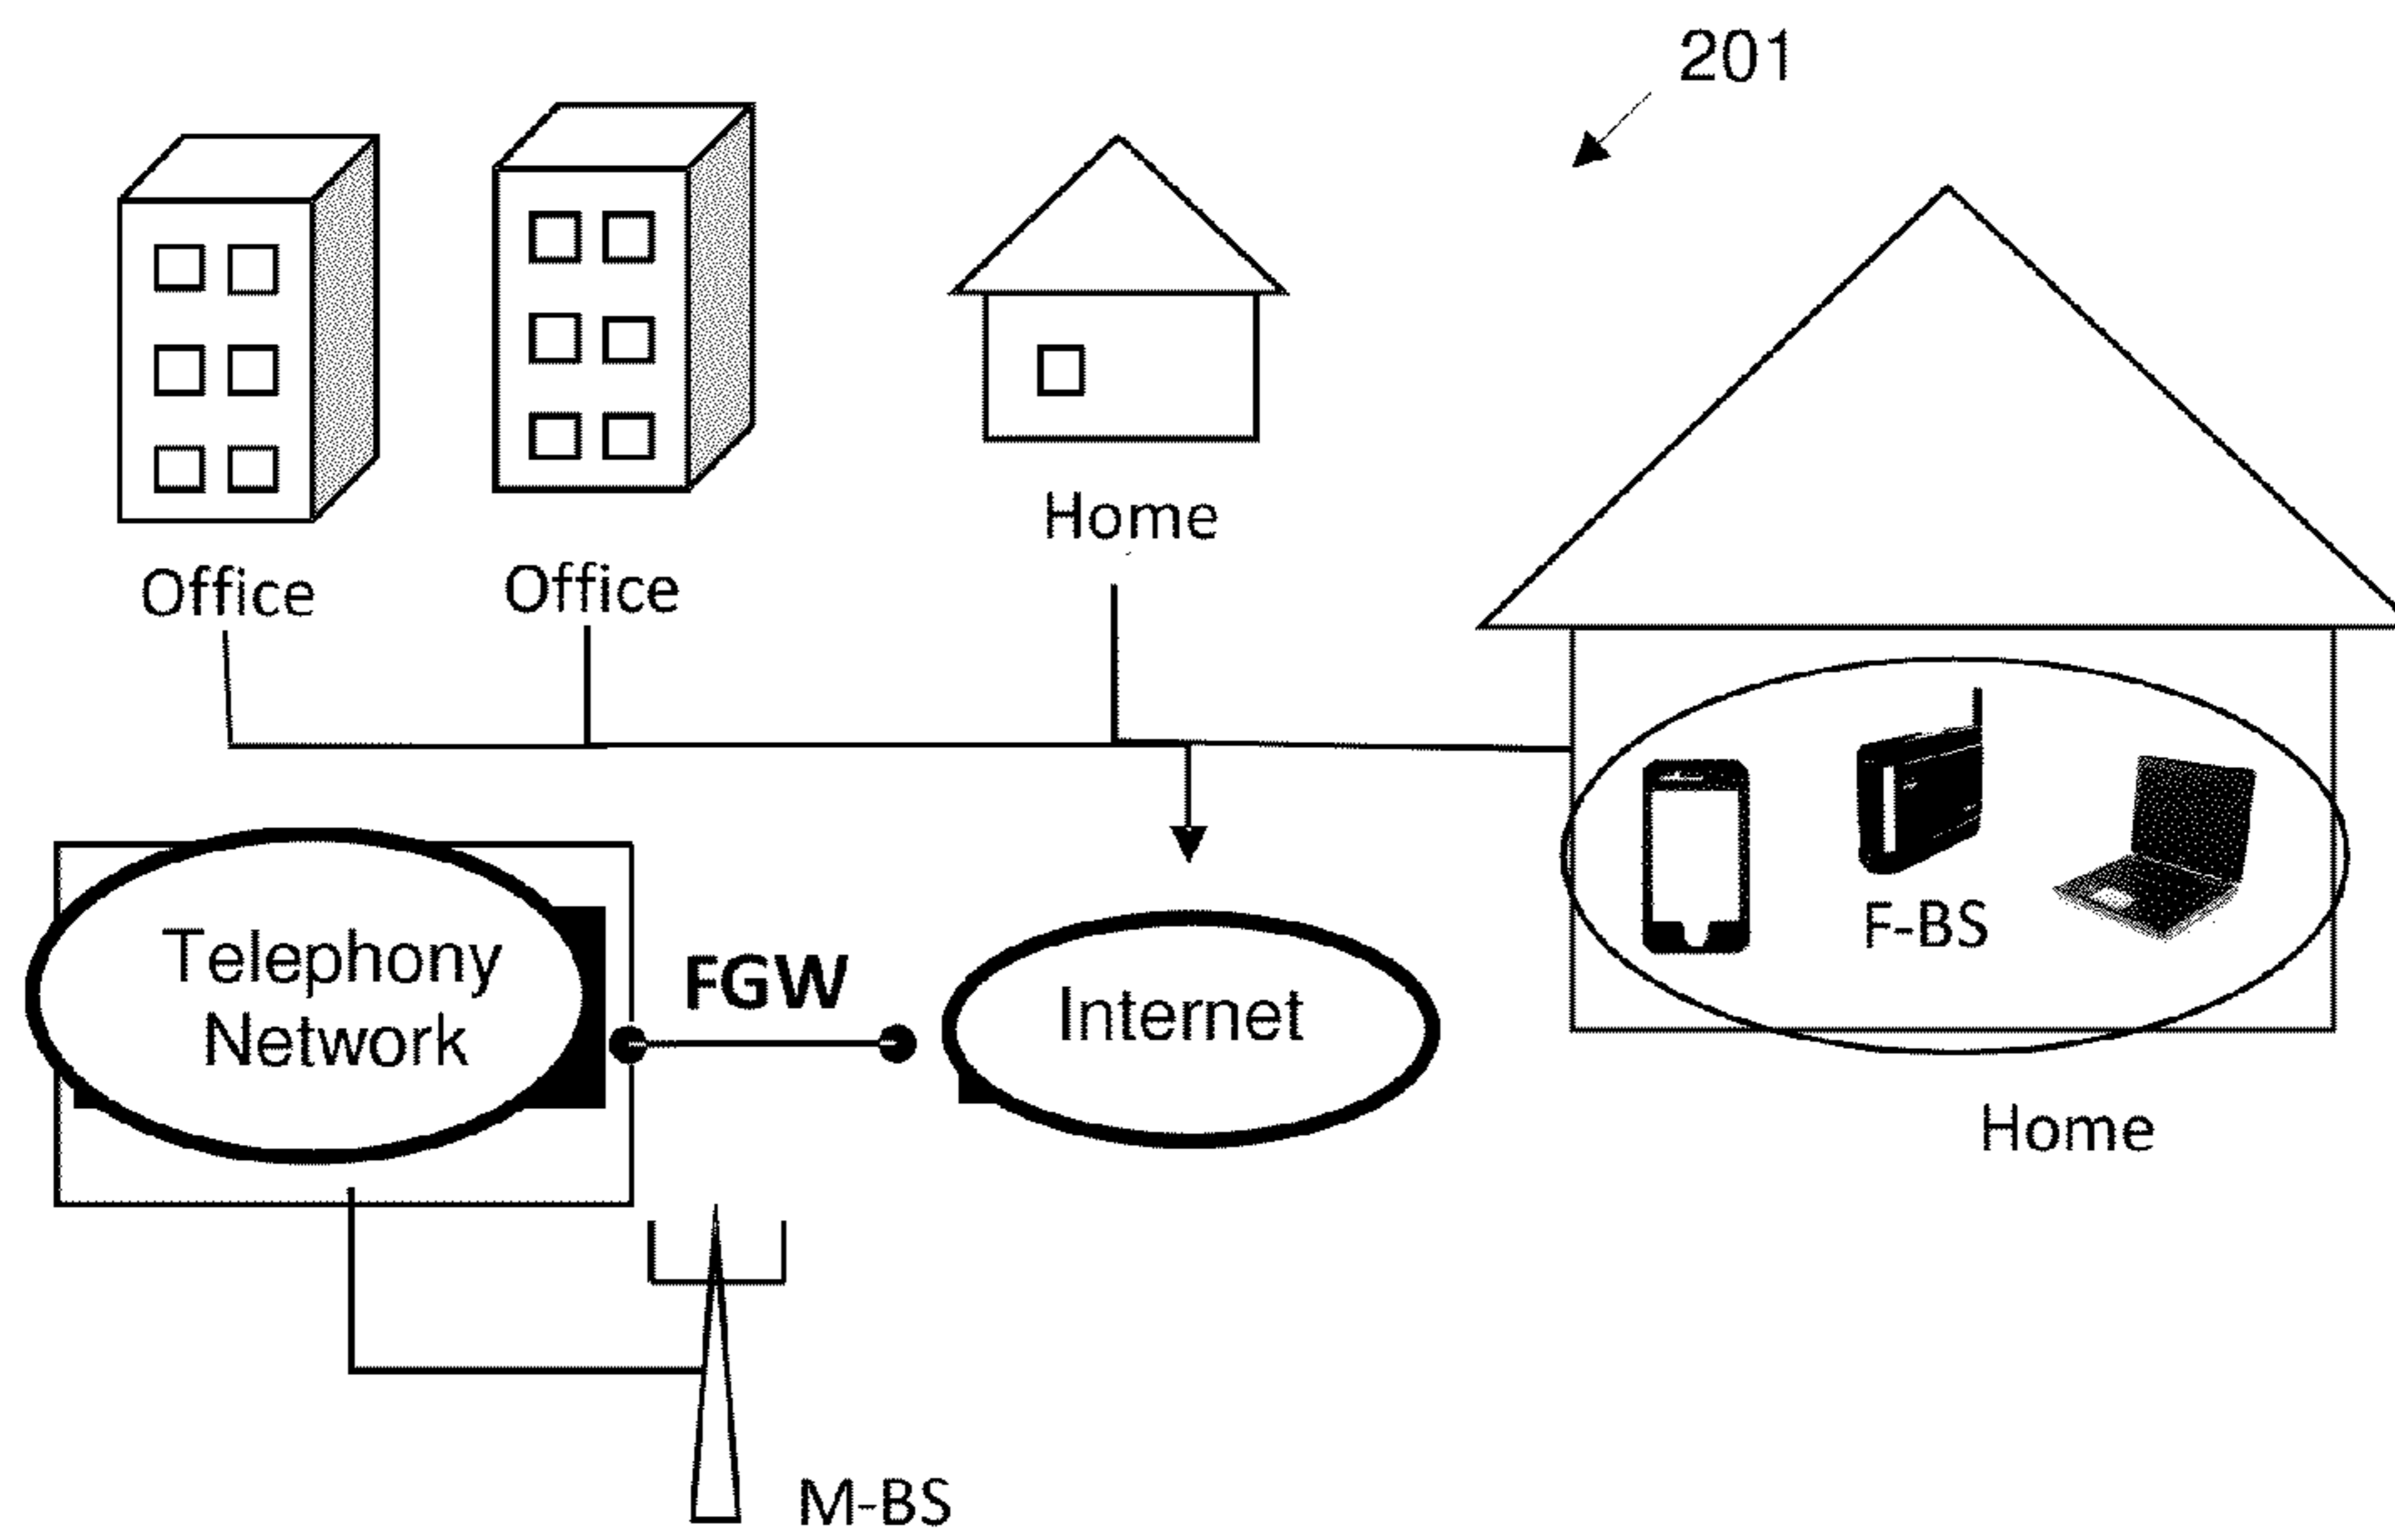 201
Home
Office
Office
Telephony
Network
FGW
Internet
F-BS
Home
M-BS